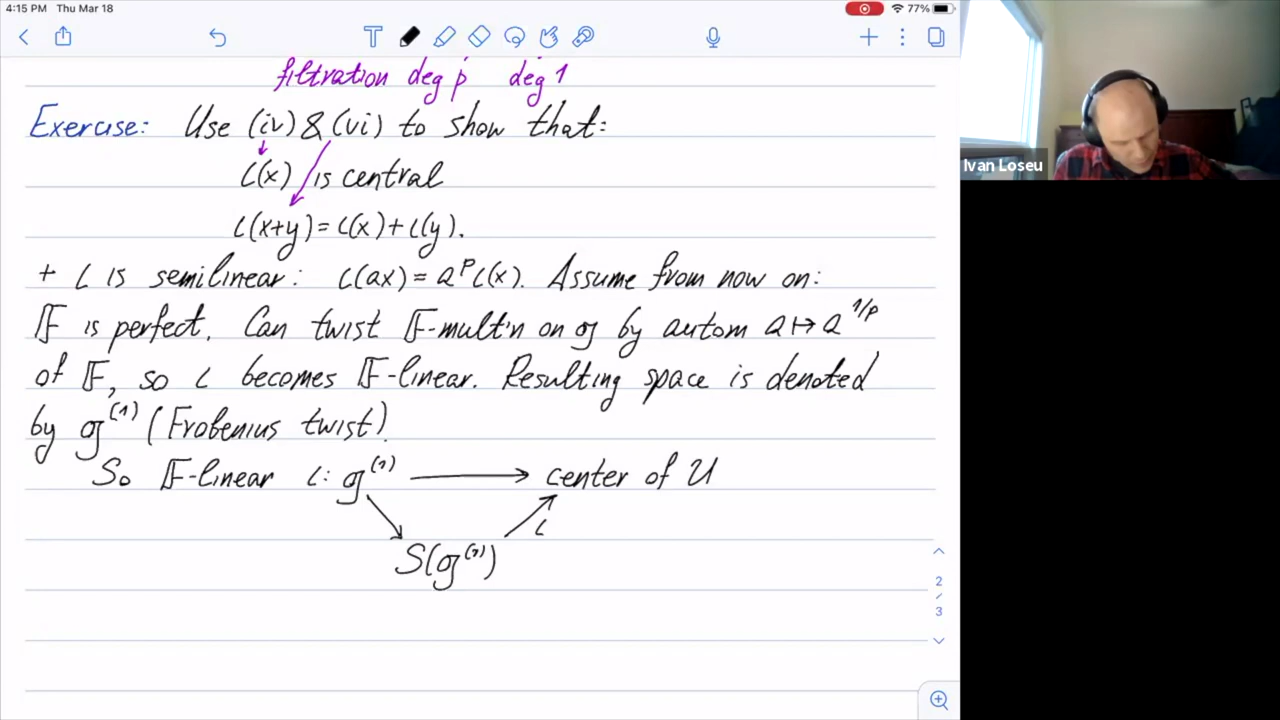 4:15 PM Thu Mar 18
77%
filtration deg p deg 1
Exercise: Use (iv) & (vi) to show that:
ι(x) is central
ι(x+y) = ι(x) + ι(y).
+ ι is semilinear: ι(ax) = a^p ι(x). Assume from now on:
𝔽 is perfect. Can twist 𝔽-mult'n on 𝔤 by autom a ↦ a^{1/p}
of 𝔽, so ι becomes 𝔽-linear. Resulting space is denoted
by 𝔤^{(1)} (Frobenius twist).
So 𝔽-linear ι: 𝔤^{(1)} → center of U
ι
S(𝔤^{(1)})
2
/
3
Ivan Loseu